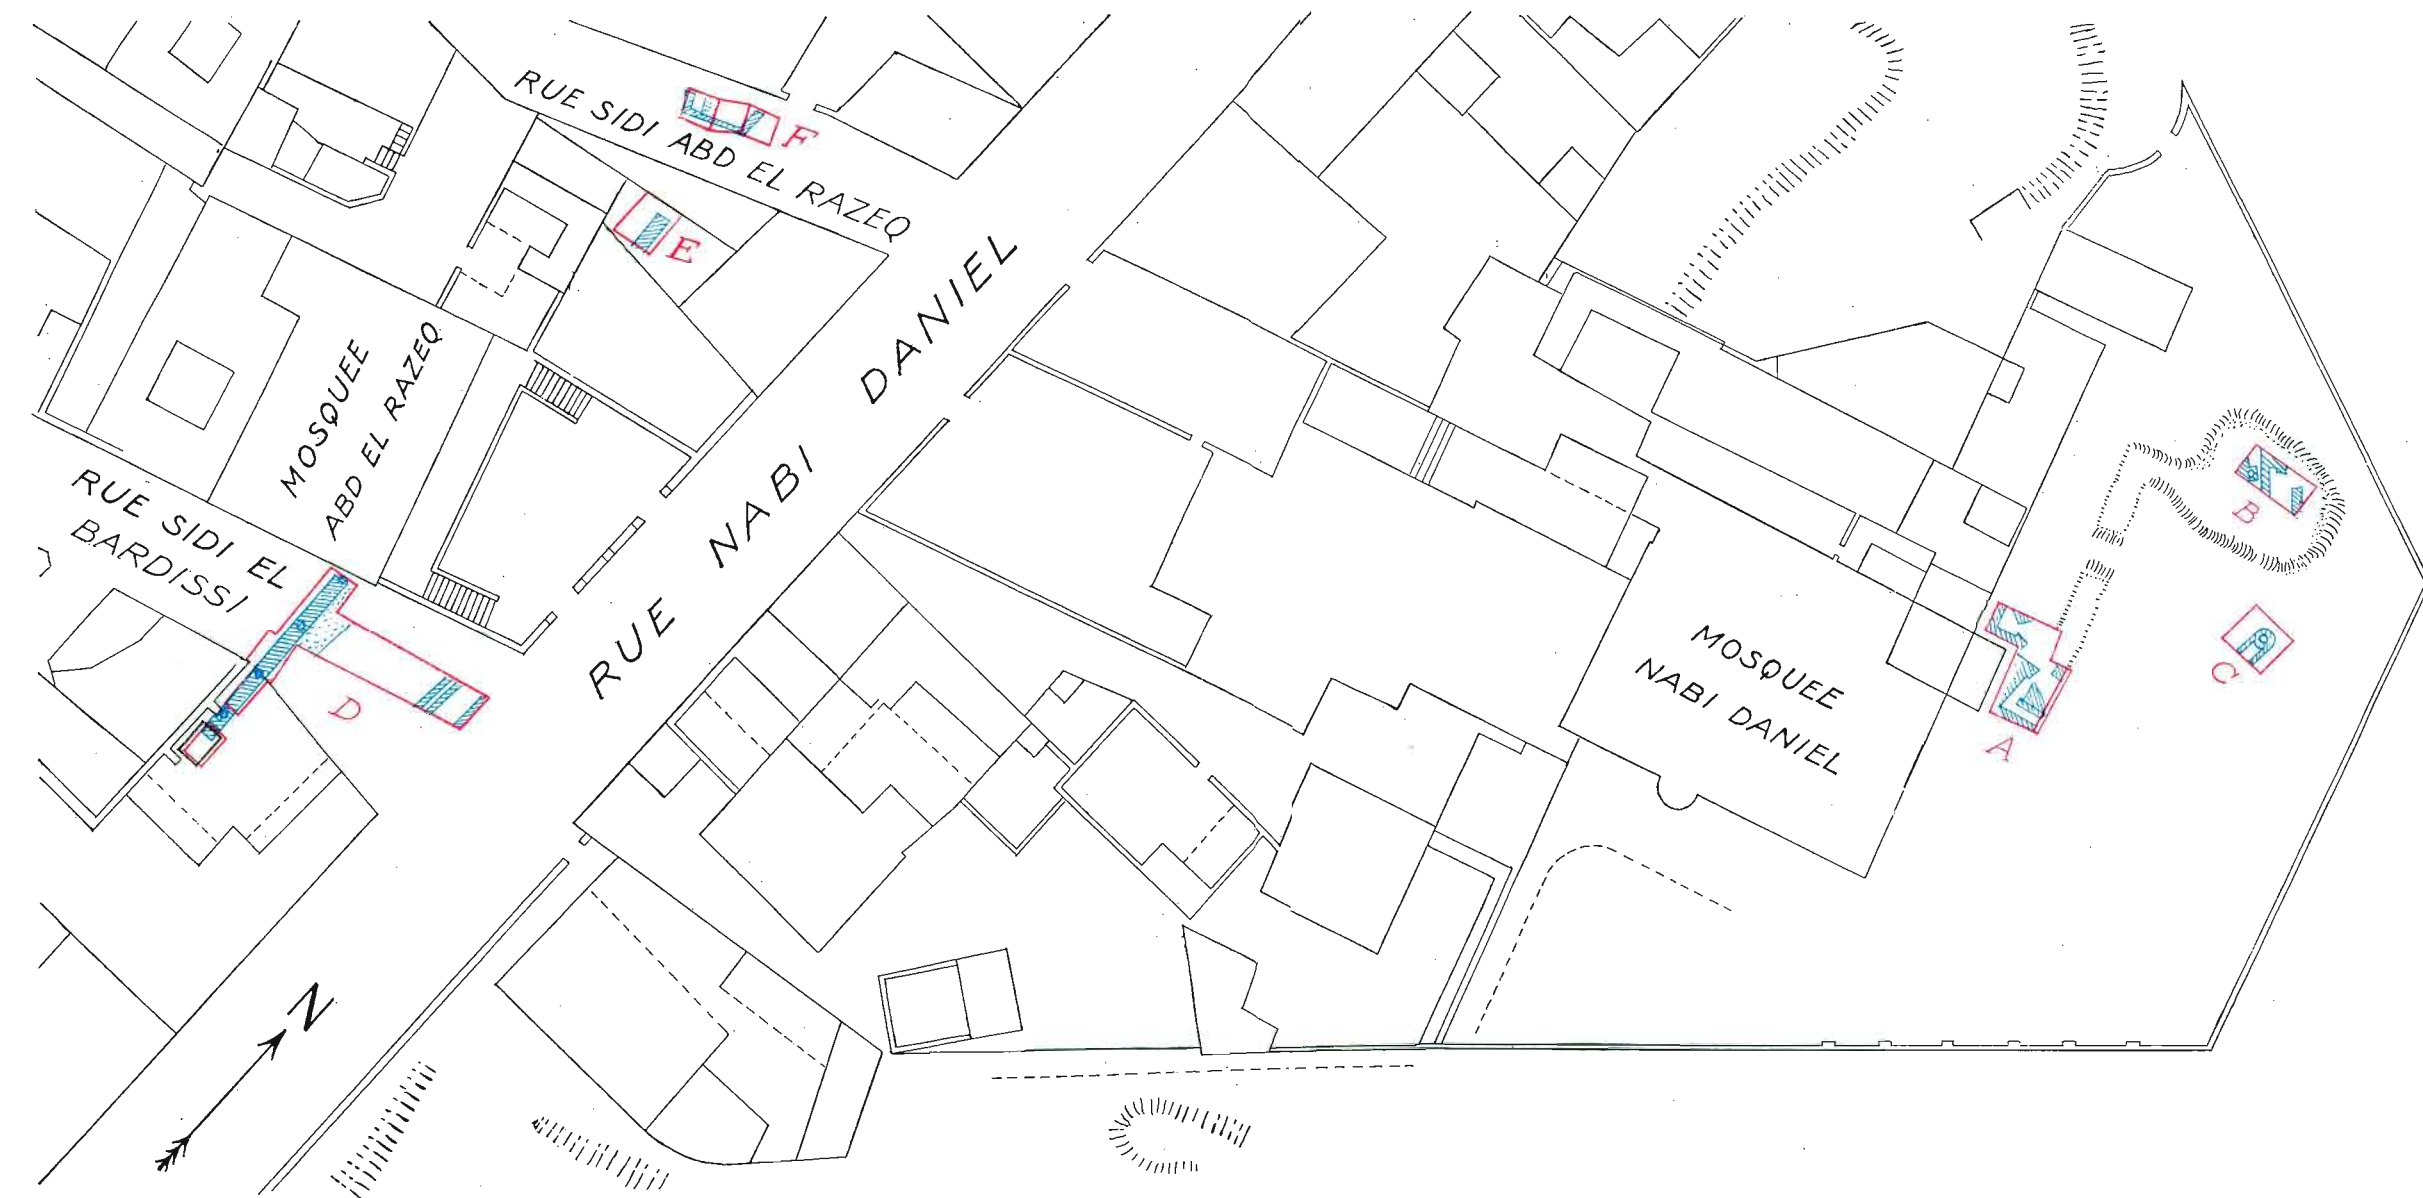 RUE SIDI ABD EL RAZEQ
F
E
RUE NABI DANIEL
MOSQUEE
ABD EL RAZEQ
RUE SIDI EL
BARDISSI
D
B
C
MOSQUEE
NABI DANIEL
A
N